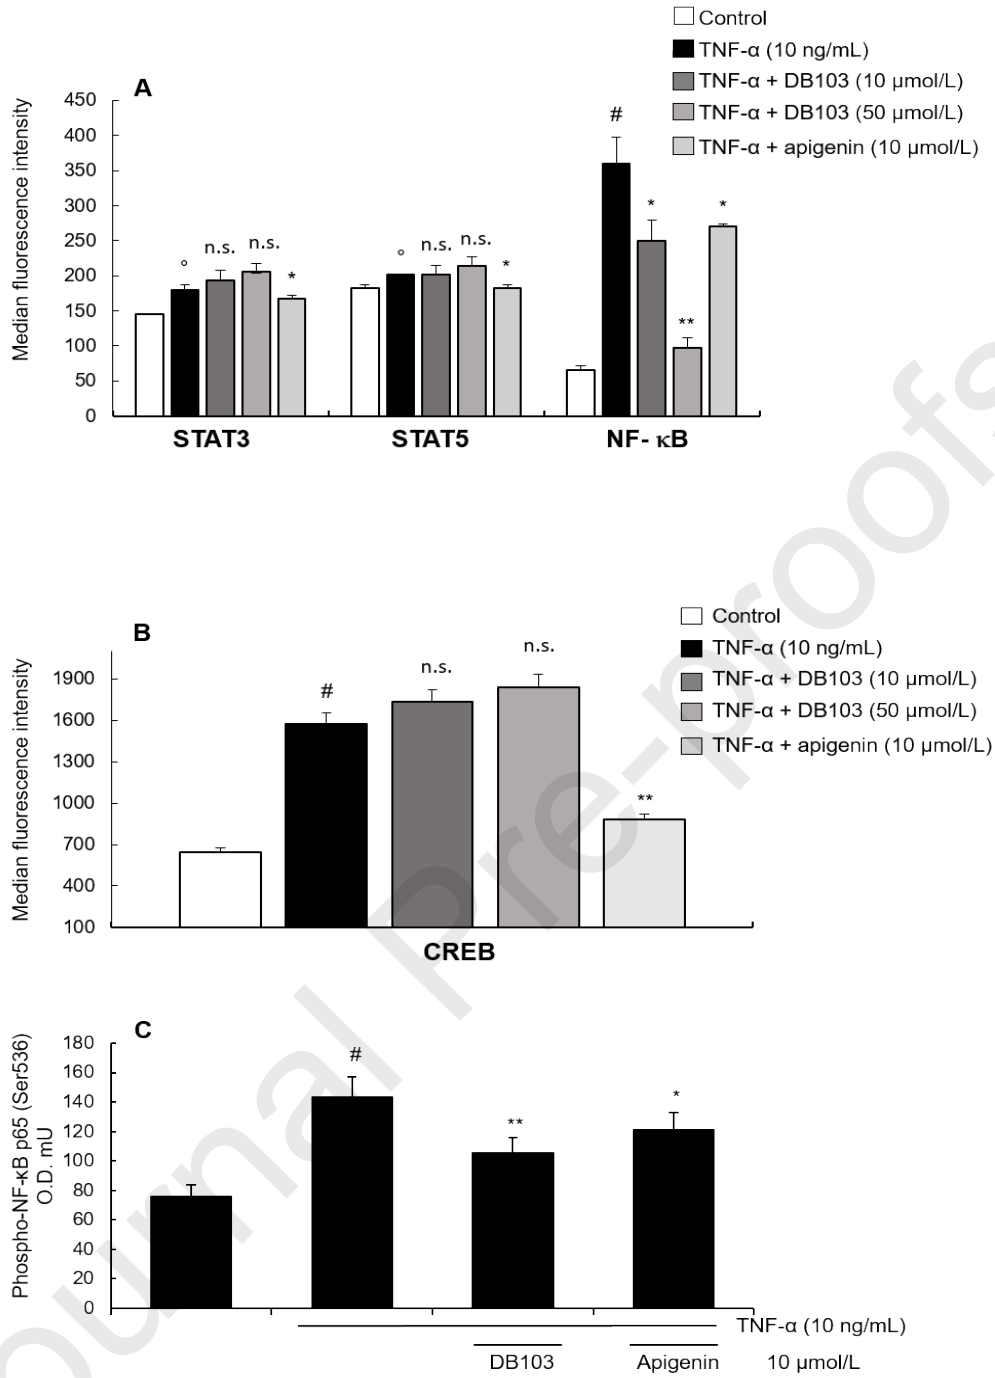 Control
TNF-α (10 ng/mL)
TNF-α + DB103 (10 µmol/L)
TNF-α + DB103 (50 µmol/L)
TNF-α + apigenin (10 µmol/L)
A
Median fluorescence intensity
450
400
350
300
250
200
150
100
50
0
° n.s. n.s. *
° n.s. n.s. *
# * ** *
STAT3 STAT5 NF- κB
Control
TNF-α (10 ng/mL)
TNF-α + DB103 (10 µmol/L)
TNF-α + DB103 (50 µmol/L)
TNF-α + apigenin (10 µmol/L)
B
Median fluorescence intensity
1900
1600
1300
1000
700
400
100
# n.s. n.s. **
CREB
C
Phospho-NF-κB p65 (Ser536)
O.D. mU
180
160
140
120
100
80
60
40
20
0
# ** *
TNF-α (10 ng/mL)
DB103 Apigenin 10 µmol/L
ournal Pre-proofs